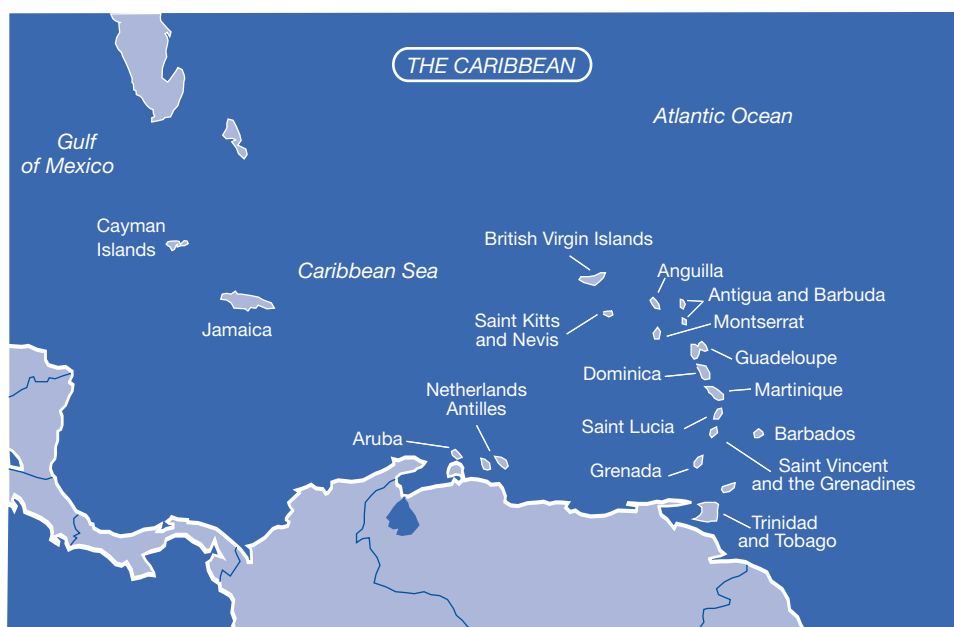 THE CARIBBEAN
Atlantic Ocean
Gulf
of Mexico
Cayman
Islands
British Virgin Islands
Caribbean Sea
Anguilla
Antigua and Barbuda
Jamaica
Saint Kitts
and Nevis
Montserrat
Guadeloupe
Dominica
Netherlands
Antilles
Martinique
Saint Lucia
Barbados
Aruba
Grenada
Saint Vincent
and the Grenadines
Trinidad
and Tobago